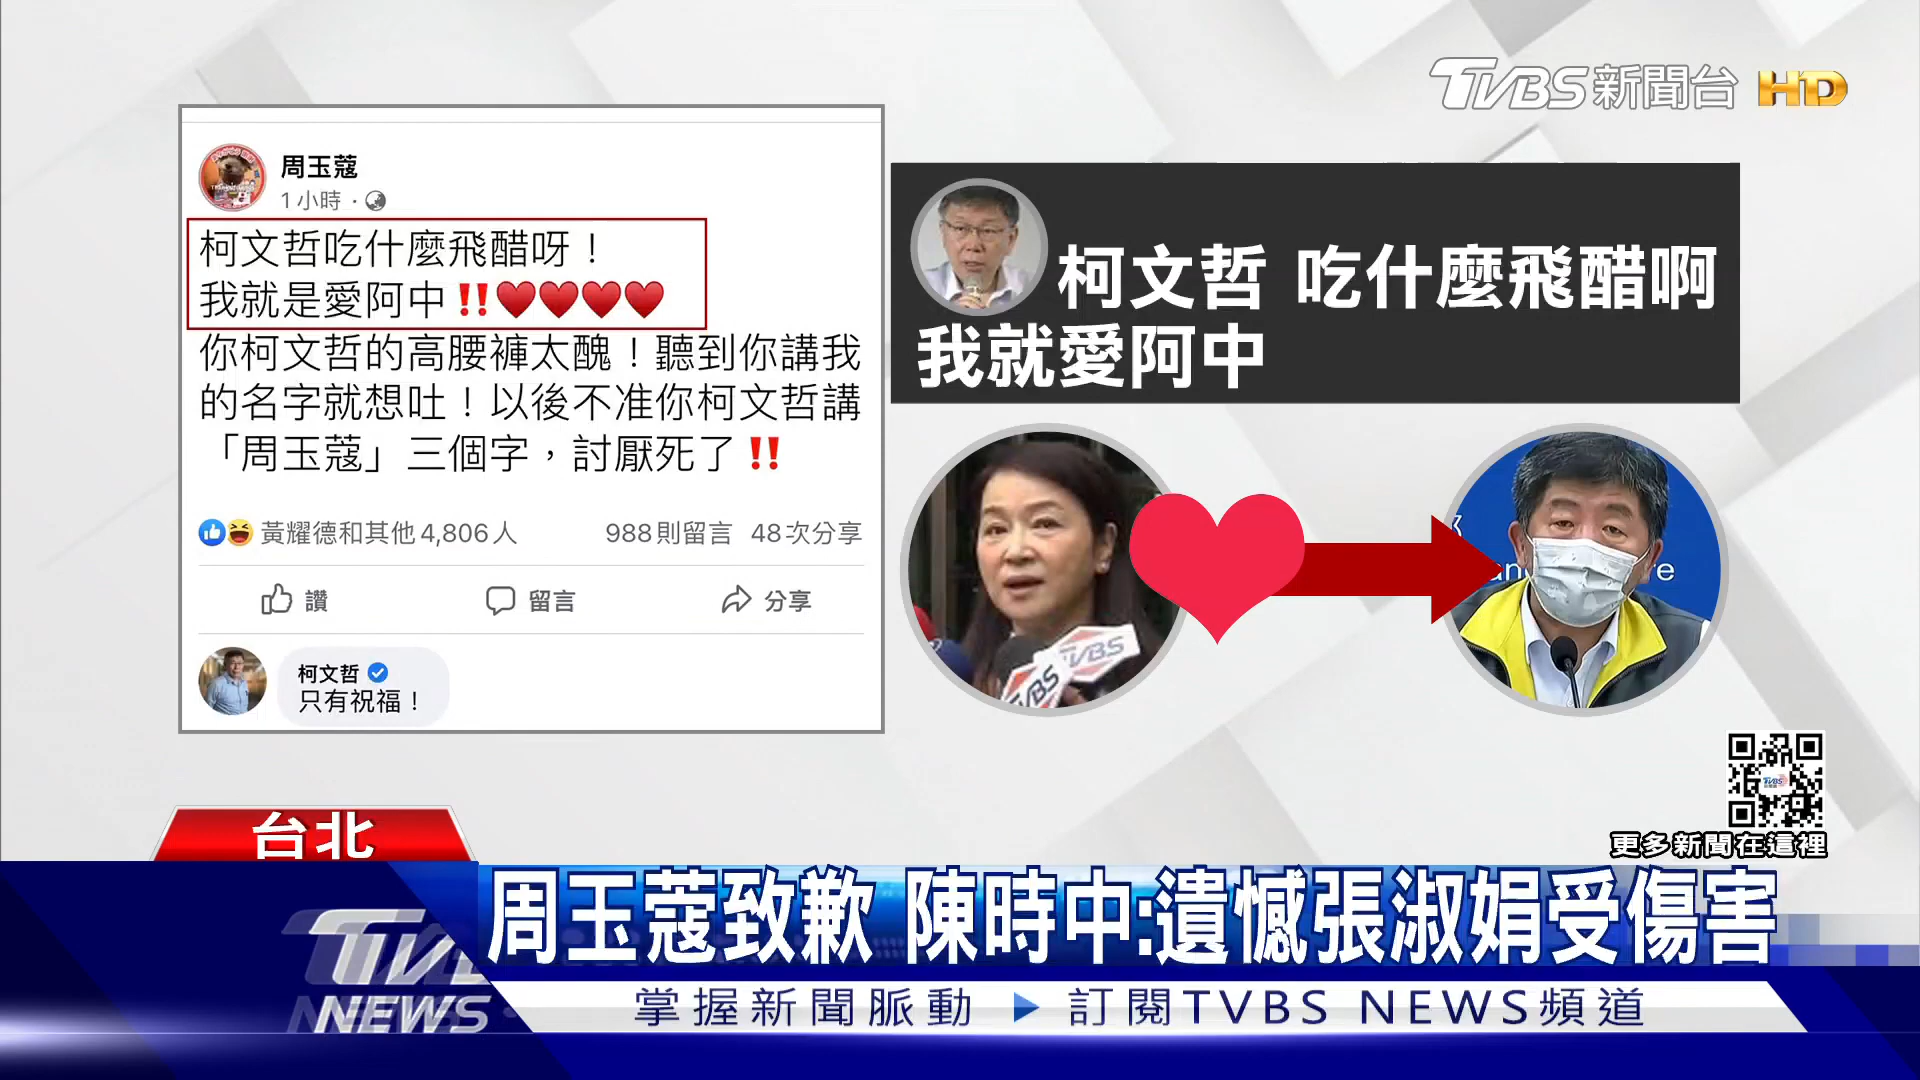 TVBS新聞台 HD
周玉蔻
1小時
柯文哲吃什麼飛醋呀！
我就是愛阿中‼️❤️❤️❤️❤️
你柯文哲的高腰褲太醜！聽到你講我
的名字就想吐！以後不准你柯文哲講
「周玉蔻」三個字，討厭死了‼️
黃耀德和其他4,806人 988則留言 48次分享
讚 留言 分享
柯文哲
只有祝福！
柯文哲 吃什麼飛醋啊
我就愛阿中
TVBS
TVBS
TVBS
更多新聞在這裡
台北
周玉蔻致歉 陳時中:遺憾張淑娟受傷害
TVBS
NEWS
掌握新聞脈動 ▶ 訂閱TVBS NEWS頻道